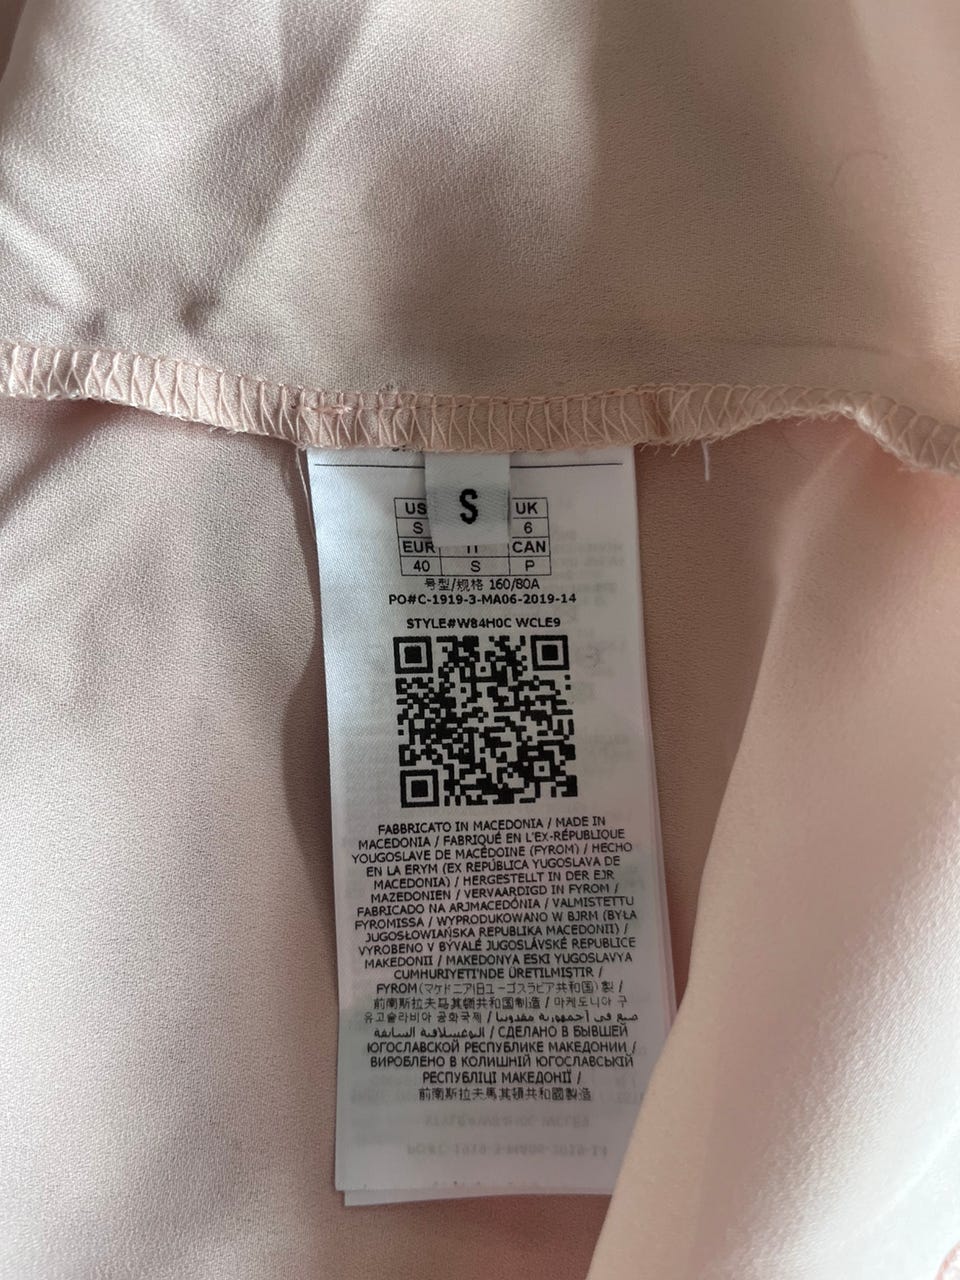 S
US UK
S 6
EUR IT CAN
40 S P
号型/规格 160/80A
PO#C-1919-3-MA06-2019-14
STYLE#W84H0C WCLE9
FABBRICATO IN MACEDONIA / MADE IN
MACEDONIA / FABRIQUÉ EN L'EX-RÉPUBLIQUE
YOUGOSLAVE DE MACÉDOINE (FYROM) / HECHO
EN LA ERYM (EX REPÚBLICA YUGOSLAVA DE
MACEDONIA) / HERGESTELLT IN DER EJR
MAZEDONIEN / VERVAARDIGD IN FYROM /
FABRICADO NA ARJMACEDÓNIA / VALMISTETTU
FYROMISSA / WYPRODUKOWANO W BJRM (BYŁA
JUGOSŁOWIAŃSKA REPUBLIKA MACEDONII) /
VYROBENO V BÝVALÉ JUGOSLÁVSKÉ REPUBLICE
MAKEDONII / MAKEDONYA ESKI YUGOSLAVYA
CUMHURIYETI'NDE ÜRETILMIŞTIR /
FYROM(マケドニア旧ユーゴスラビア共和国) 製 /
前南斯拉夫马其顿共和国制造 / 마케도니아 구
유고슬라비아 공화국제 / صنع في جمهورية مقدونيا
اليوغسلافية السابقة / СДЕЛАНО В БЫВШЕЙ
ЮГОСЛАВСКОЙ РЕСПУБЛИКЕ МАКЕДОНИИ /
ВИРОБЛЕНО В КОЛИШНІЙ ЮГОСЛАВСЬКІЙ
РЕСПУБЛІЦІ МАКЕДОНІЇ /
前南斯拉夫馬其頓共和國製造